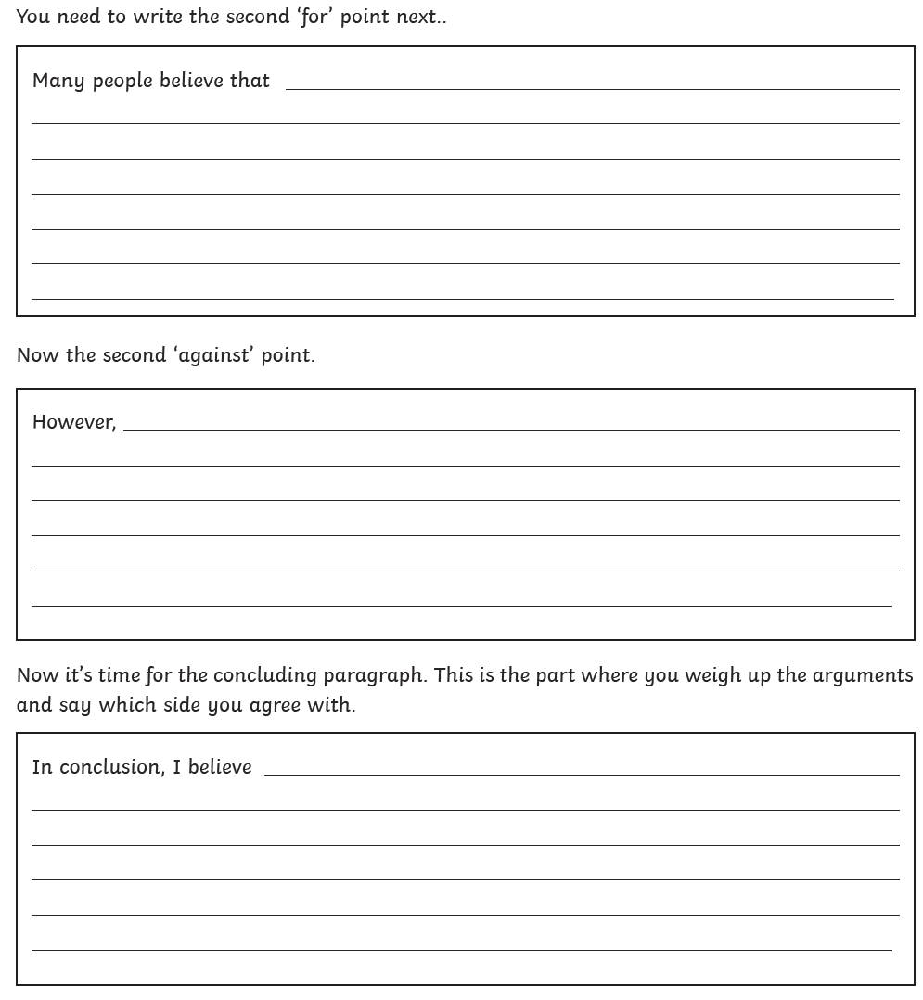 You need to write the second ‘for’ point next..
Many people believe that
Now the second ‘against’ point.
However,
Now it’s time for the concluding paragraph. This is the part where you weigh up the arguments
and say which side you agree with.
In conclusion, I believe